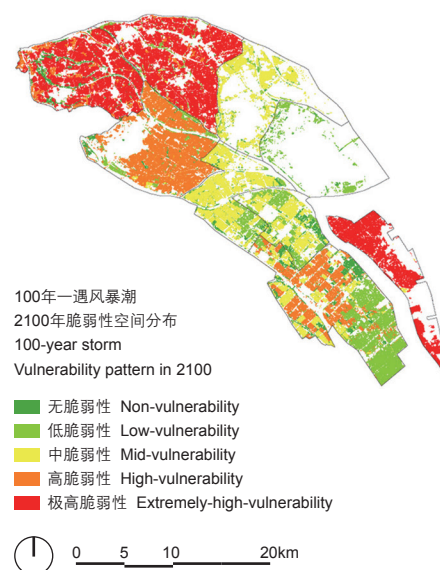 100年一遇风暴潮
2100年脆弱性空间分布
100-year storm
Vulnerability pattern in 2100
无脆弱性 Non-vulnerability
低脆弱性 Low-vulnerability
中脆弱性 Mid-vulnerability
高脆弱性 High-vulnerability
极高脆弱性 Extremely-high-vulnerability
0 5 10 20km